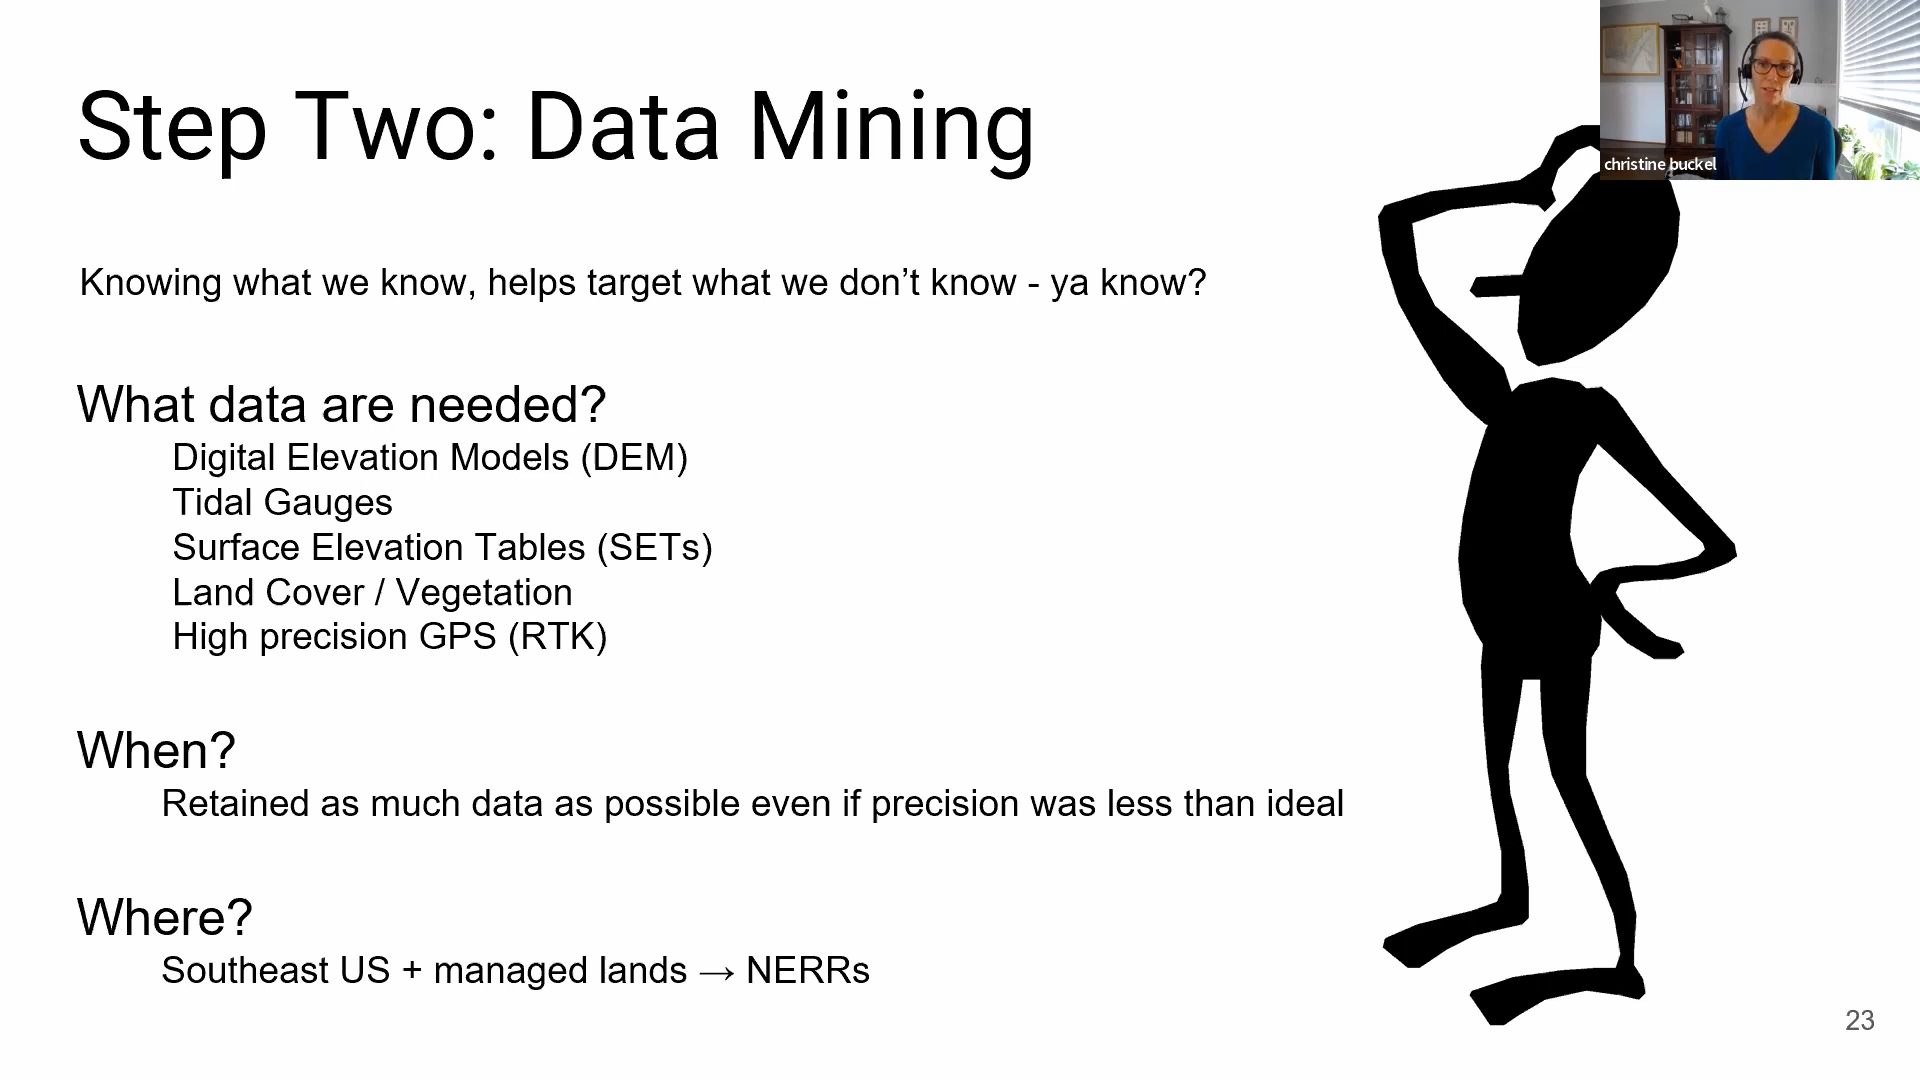 Step Two: Data Mining
christine buckel
Knowing what we know, helps target what we don’t know - ya know?
What data are needed?
Digital Elevation Models (DEM)
Tidal Gauges
Surface Elevation Tables (SETs)
Land Cover / Vegetation
High precision GPS (RTK)
When?
Retained as much data as possible even if precision was less than ideal
Where?
Southeast US + managed lands → NERRs
23